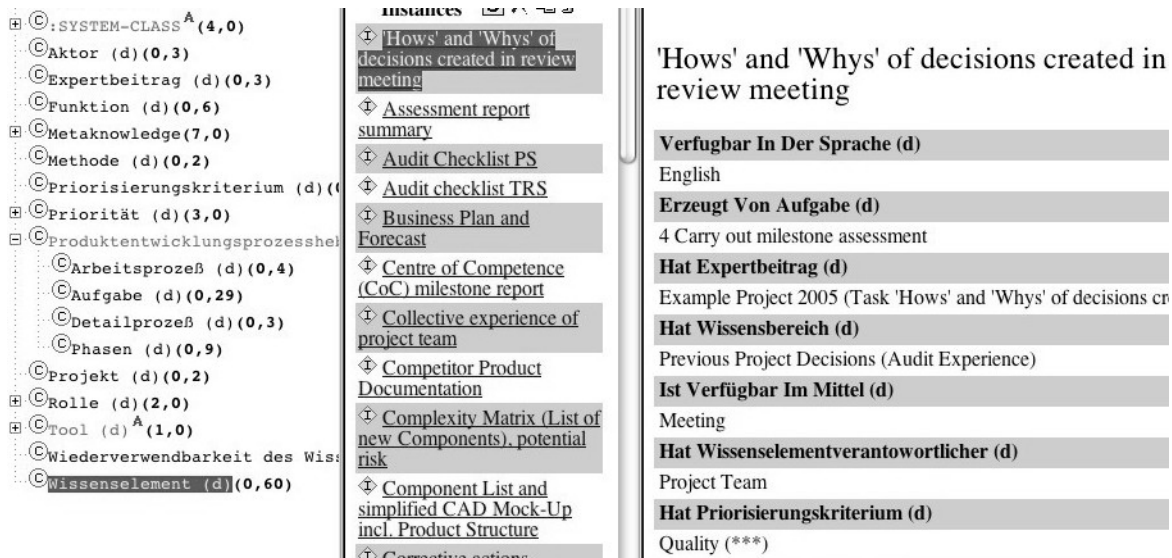 :SYSTEM-CLASS A (4,0)
Aktor (d)(0,3)
Expertbeitrag (d)(0,3)
Funktion (d)(0,6)
Metaknowledge(7,0)
Methode (d)(0,2)
Priorisierungskriterium (d)(
Priorität (d)(3,0)
Produktentwicklungsprozesshe
Arbeitsprozeß (d)(0,4)
Aufgabe (d)(0,29)
Detailprozeß (d)(0,3)
Phasen (d)(0,9)
Projekt (d)(0,2)
Rolle (d)(2,0)
Tool (d) A (1,0)
Wiederverwendbarkeit des Wiss
Wissenselement (d)(0,60)
Instances
'Hows' and 'Whys' of
decisions created in review
meeting
Assessment report
summary
Audit Checklist PS
Audit checklist TRS
Business Plan and
Forecast
Centre of Competence
(CoC) milestone report
Collective experience of
project team
Competitor Product
Documentation
Complexity Matrix (List of
new Components), potential
risk
Component List and
simplified CAD Mock-Up
incl. Product Structure
Corrective actions
'Hows' and 'Whys' of decisions created in
review meeting
Verfugbar In Der Sprache (d)
English
Erzeugt Von Aufgabe (d)
4 Carry out milestone assessment
Hat Expertbeitrag (d)
Example Project 2005 (Task 'Hows' and 'Whys' of decisions cr
Hat Wissensbereich (d)
Previous Project Decisions (Audit Experience)
Ist Verfügbar Im Mittel (d)
Meeting
Hat Wissenselementverantowortlicher (d)
Project Team
Hat Priorisierungskriterium (d)
Quality (***)